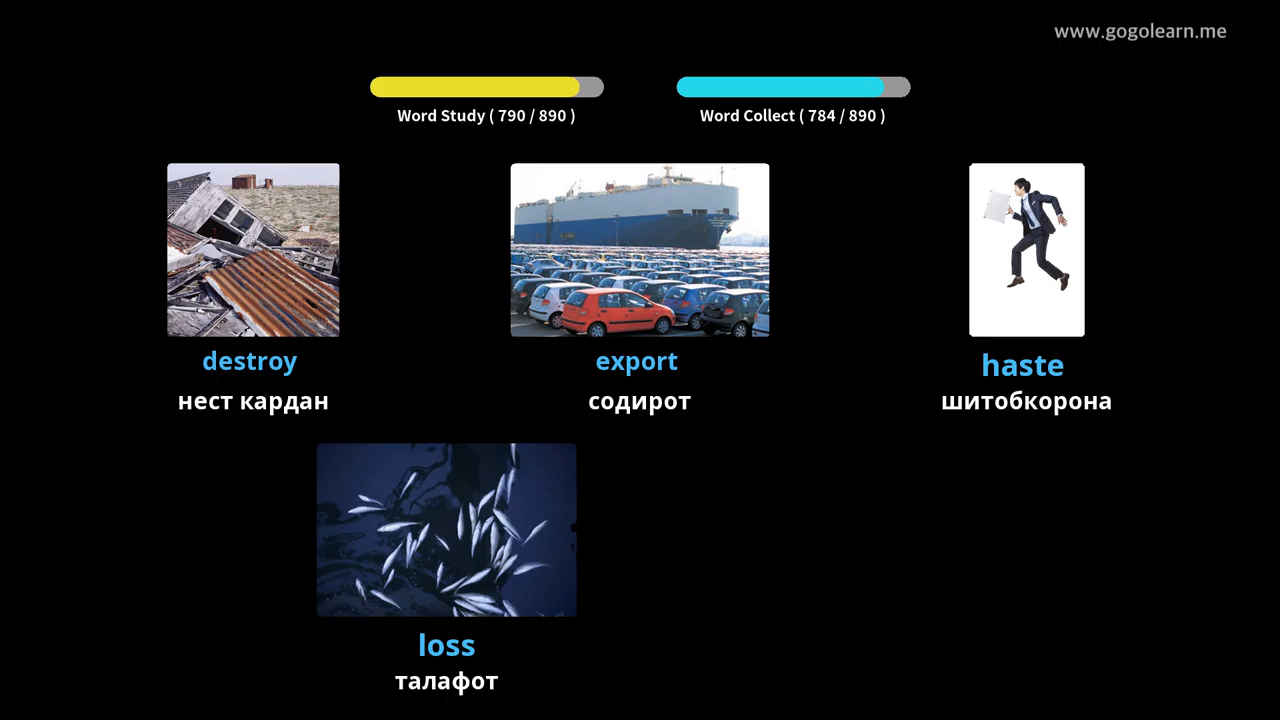 www.gogolearn.me
Word Study ( 790 / 890 )
Word Collect ( 784 / 890 )
destroy
export
haste
нест кардан
содирот
шитобкорона
loss
талафот